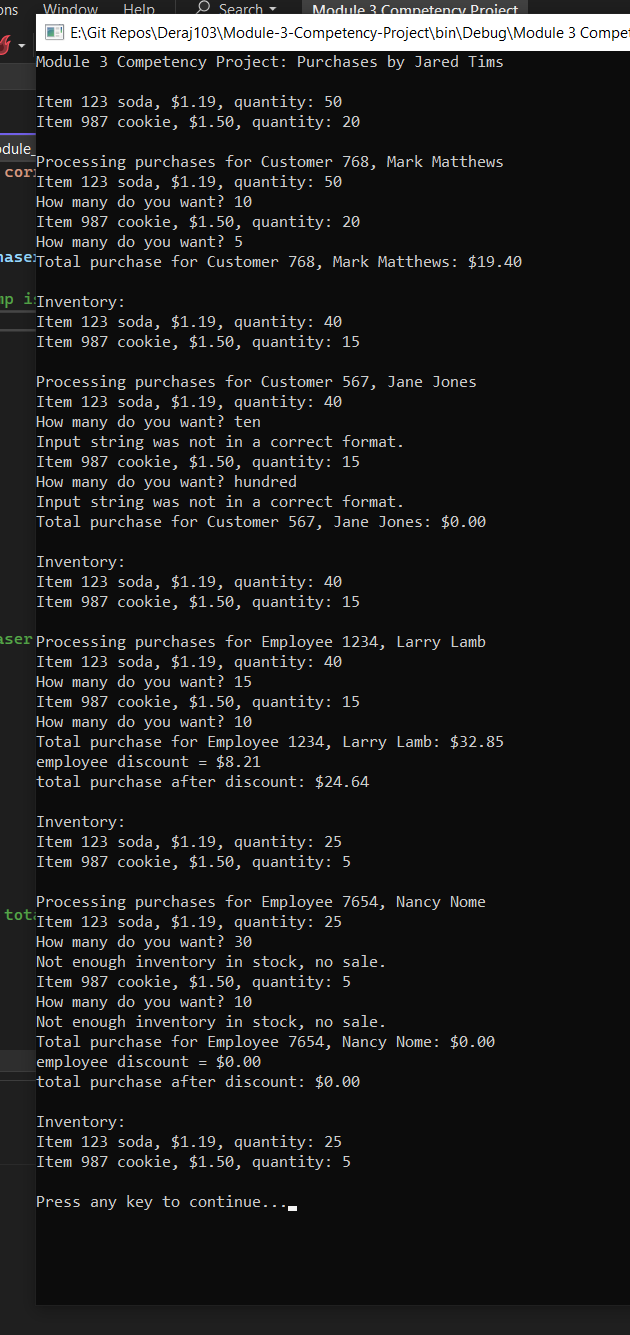 ons Window Help Search Module 3 Competency Project
E:\Git Repos\Deraj103\Module-3-Competency-Project\bin\Debug\Module 3 Compe
Module 3 Competency Project: Purchases by Jared Tims
Item 123 soda, $1.19, quantity: 50
Item 987 cookie, $1.50, quantity: 20
Processing purchases for Customer 768, Mark Matthews
Item 123 soda, $1.19, quantity: 50
How many do you want? 10
Item 987 cookie, $1.50, quantity: 20
How many do you want? 5
Total purchase for Customer 768, Mark Matthews: $19.40
Inventory:
Item 123 soda, $1.19, quantity: 40
Item 987 cookie, $1.50, quantity: 15
Processing purchases for Customer 567, Jane Jones
Item 123 soda, $1.19, quantity: 40
How many do you want? ten
Input string was not in a correct format.
Item 987 cookie, $1.50, quantity: 15
How many do you want? hundred
Input string was not in a correct format.
Total purchase for Customer 567, Jane Jones: $0.00
Inventory:
Item 123 soda, $1.19, quantity: 40
Item 987 cookie, $1.50, quantity: 15
Processing purchases for Employee 1234, Larry Lamb
Item 123 soda, $1.19, quantity: 40
How many do you want? 15
Item 987 cookie, $1.50, quantity: 15
How many do you want? 10
Total purchase for Employee 1234, Larry Lamb: $32.85
employee discount = $8.21
total purchase after discount: $24.64
Inventory:
Item 123 soda, $1.19, quantity: 25
Item 987 cookie, $1.50, quantity: 5
Processing purchases for Employee 7654, Nancy Nome
Item 123 soda, $1.19, quantity: 25
How many do you want? 30
Not enough inventory in stock, no sale.
Item 987 cookie, $1.50, quantity: 5
How many do you want? 10
Not enough inventory in stock, no sale.
Total purchase for Employee 7654, Nancy Nome: $0.00
employee discount = $0.00
total purchase after discount: $0.00
Inventory:
Item 123 soda, $1.19, quantity: 25
Item 987 cookie, $1.50, quantity: 5
Press any key to continue...